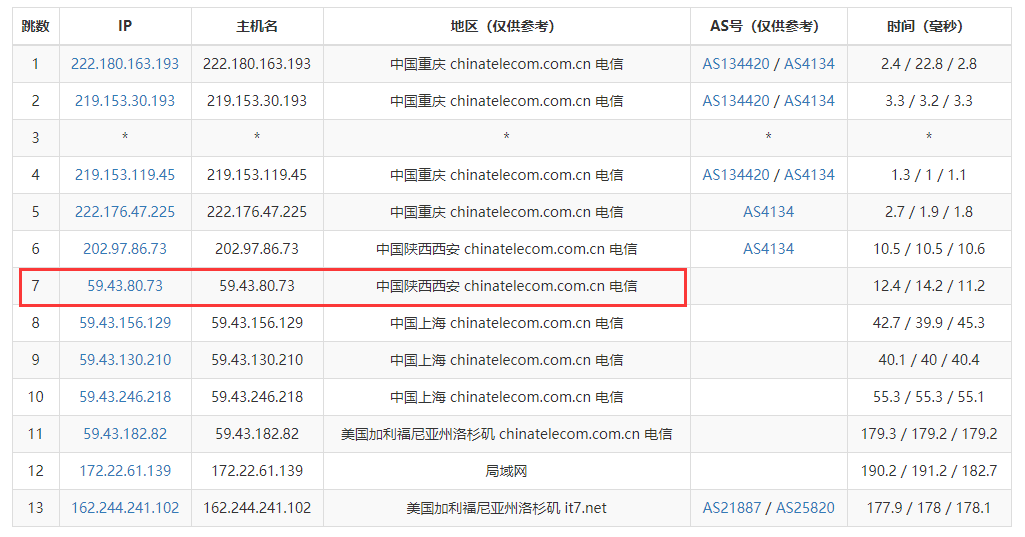 跳数 IP 主机名 地区（仅供参考） AS号（仅供参考） 时间（毫秒）
1 222.180.163.193 222.180.163.193 中国重庆 chinatelecom.com.cn 电信 AS134420 / AS4134 2.4 / 22.8 / 2.8
2 219.153.30.193 219.153.30.193 中国重庆 chinatelecom.com.cn 电信 AS134420 / AS4134 3.3 / 3.2 / 3.3
3 * * * * *
4 219.153.119.45 219.153.119.45 中国重庆 chinatelecom.com.cn 电信 AS134420 / AS4134 1.3 / 1 / 1.1
5 222.176.47.225 222.176.47.225 中国重庆 chinatelecom.com.cn 电信 AS4134 2.7 / 1.9 / 1.8
6 202.97.86.73 202.97.86.73 中国陕西西安 chinatelecom.com.cn 电信 AS4134 10.5 / 10.5 / 10.6
7 59.43.80.73 59.43.80.73 中国陕西西安 chinatelecom.com.cn 电信 12.4 / 14.2 / 11.2
8 59.43.156.129 59.43.156.129 中国上海 chinatelecom.com.cn 电信 42.7 / 39.9 / 45.3
9 59.43.130.210 59.43.130.210 中国上海 chinatelecom.com.cn 电信 40.1 / 40 / 40.4
10 59.43.246.218 59.43.246.218 中国上海 chinatelecom.com.cn 电信 55.3 / 55.3 / 55.1
11 59.43.182.82 59.43.182.82 美国加利福尼亚州洛杉矶 chinatelecom.com.cn 电信 179.3 / 179.2 / 179.2
12 172.22.61.139 172.22.61.139 局域网 190.2 / 191.2 / 182.7
13 162.244.241.102 162.244.241.102 美国加利福尼亚州洛杉矶 it7.net AS21887 / AS25820 177.9 / 178 / 178.1